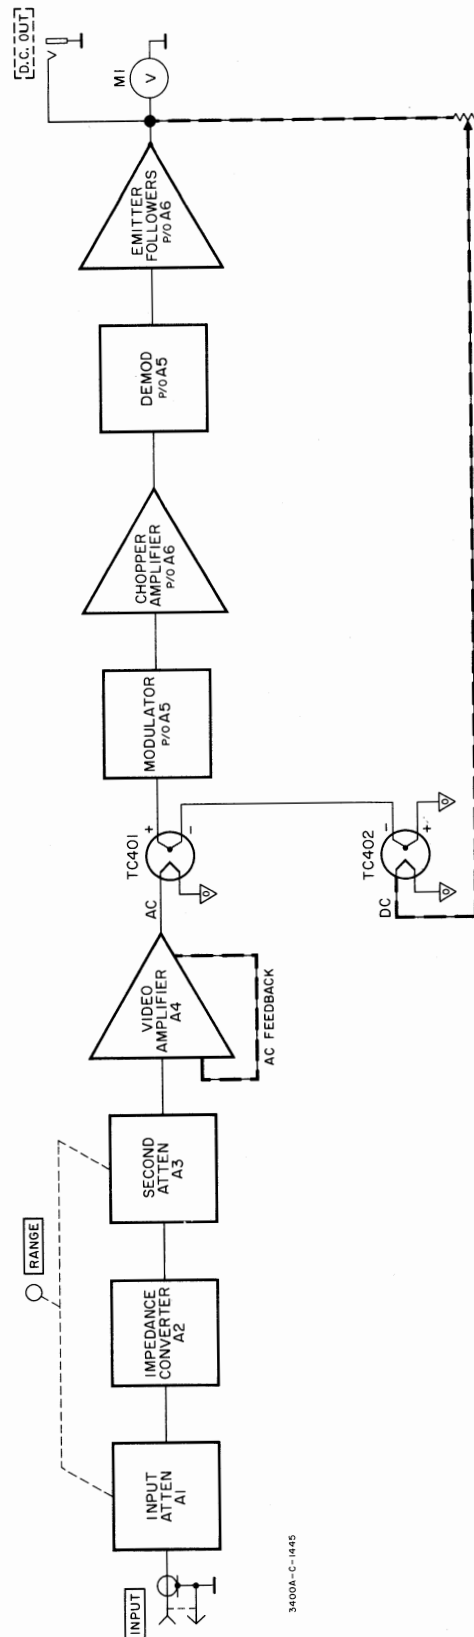 INPUT
INPUT
ATTEN
A1
IMPEDANCE
CONVERTER
A2
RANGE
SECOND
ATTEN
A3
VIDEO
AMPLIFIER
A4
AC FEEDBACK
AC
TC401
+
-
DC
TC402
-
+
MODULATOR
P/O A5
CHOPPER
AMPLIFIER
P/O A6
DEMOD
P/O A5
EMITTER
FOLLOWERS
P/O A6
M1
V
D.C. OUT
3400A-C-1445